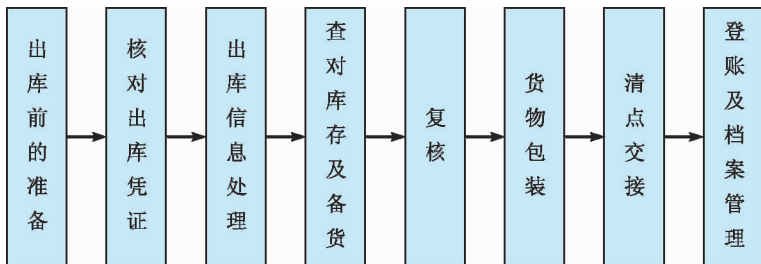 出库前的准备
核对出库凭证
出库信息处理
查对库存及备货
复核
货物包装
清点交接
登账及档案管理